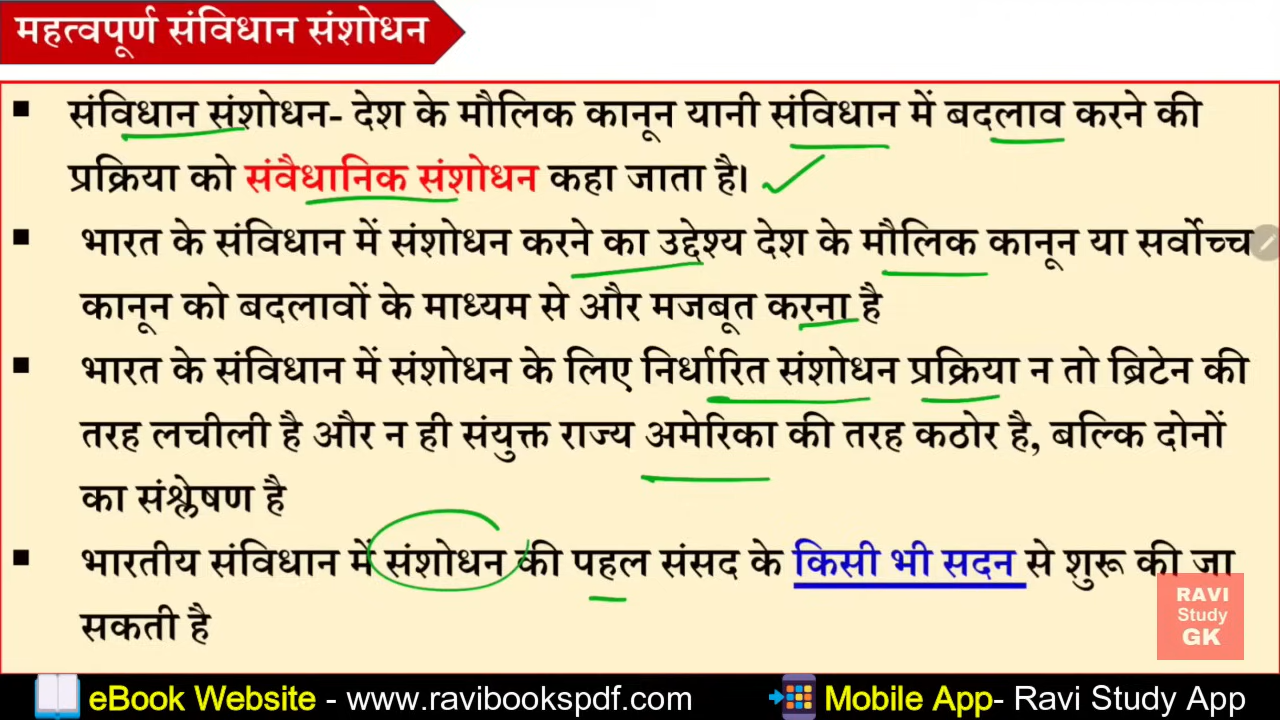 महत्वपूर्ण संविधान संशोधन
▪ संविधान संशोधन- देश के मौलिक कानून यानी संविधान में बदलाव करने की
प्रक्रिया को संवैधानिक संशोधन कहा जाता है।
▪ भारत के संविधान में संशोधन करने का उद्देश्य देश के मौलिक कानून या सर्वोच्च
कानून को बदलावों के माध्यम से और मजबूत करना है
▪ भारत के संविधान में संशोधन के लिए निर्धारित संशोधन प्रक्रिया न तो ब्रिटेन की
तरह लचीली है और न ही संयुक्त राज्य अमेरिका की तरह कठोर है, बल्कि दोनों
का संश्लेषण है
▪ भारतीय संविधान में संशोधन की पहल संसद के किसी भी सदन से शुरू की जा
सकती है
RAVI
Study
GK
eBook Website - www.ravibookspdf.com
Mobile App- Ravi Study App